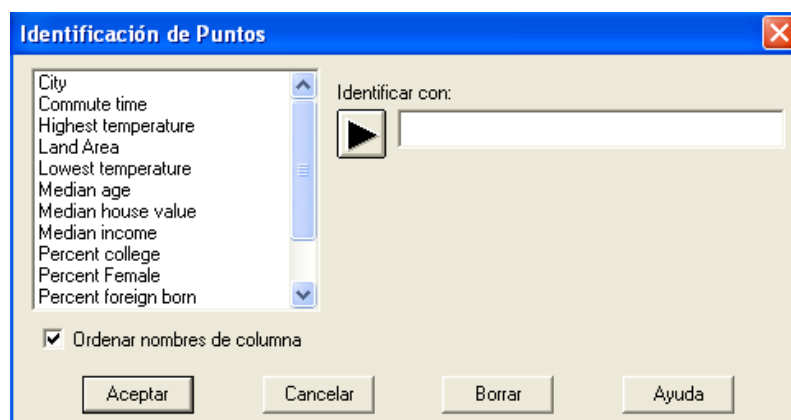 Identificación de Puntos
City
Commute time
Highest temperature
Land Area
Lowest temperature
Median age
Median house value
Median income
Percent college
Percent Female
Percent foreign born
Identificar con:
Ordenar nombres de columna
Aceptar
Cancelar
Borrar
Ayuda